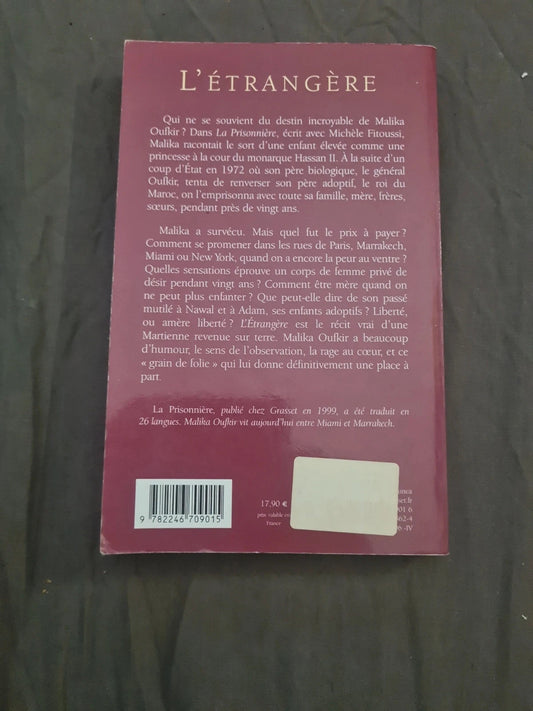 L'ÉTRANGÈRE
Qui ne se souvient du destin incroyable de Malika
Oufkir ? Dans La Prisonnière, écrit avec Michèle Fitoussi,
Malika racontait le sort d'une enfant élevée comme une
princesse à la cour du monarque Hassan II. À la suite d'un
coup d'État en 1972 où son père biologique, le général
Oufkir, tenta de renverser son père adoptif, le roi du
Maroc, on l'emprisonna avec toute sa famille, mère, frères,
sœurs, pendant près de vingt ans.
Malika a survécu. Mais quel fut le prix à payer ?
Comment se promener dans les rues de Paris, Marrakech,
Miami ou New York, quand on a encore la peur au ventre ?
Quelles sensations éprouve un corps de femme privé de
désir pendant vingt ans ? Comment être mère quand on
ne peut plus enfanter ? Que peut-elle dire de son passé
mutilé à Nawal et à Adam, ses enfants adoptifs ? Liberté,
ou amère liberté ? L'Étrangère est le récit vrai d'une
Martienne revenue sur terre. Malika Oufkir a beaucoup
d'humour, le sens de l'observation, la rage au cœur, et ce
« grain de folie » qui lui donne définitivement une place à
part.
La Prisonnière, publié chez Grasset en 1999, a été traduit en
26 langues. Malika Oufkir vit aujourd'hui entre Miami et Marrakech.
17,90 €
prix valable en
France
9 782246 709015